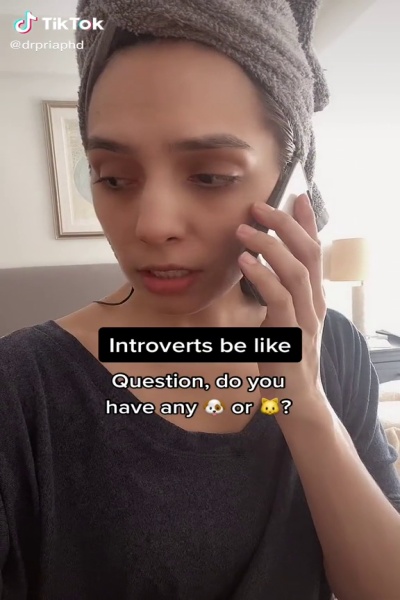 TikTok
@drpriaphd
Introverts be like
Question, do you
have any 🐶 or 🐱?